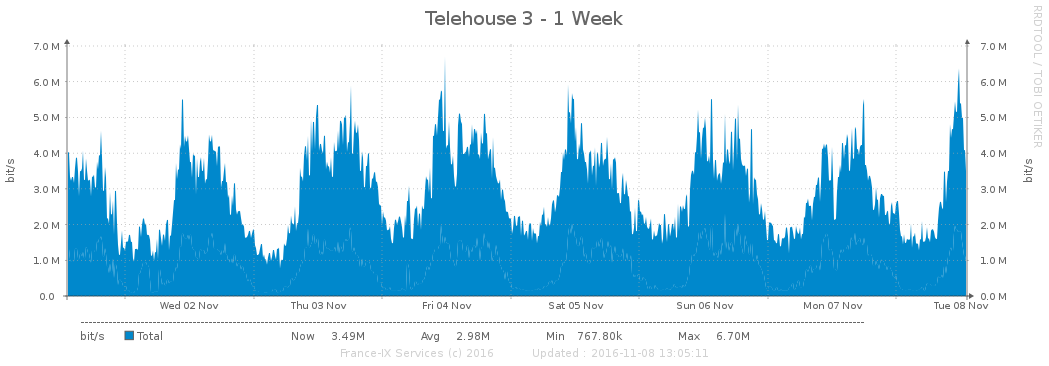 Telehouse 3 - 1 Week
RRDTOOL / TOBI OETIKER
7.0 M 7.0 M
6.0 M 6.0 M
5.0 M 5.0 M
4.0 M 4.0 M
3.0 M 3.0 M
2.0 M 2.0 M
1.0 M 1.0 M
0.0 0.0 M
bit/s
bit/s
Wed 02 Nov Thu 03 Nov Fri 04 Nov Sat 05 Nov Sun 06 Nov Mon 07 Nov Tue 08 Nov
bit/s Total Now 3.49M Avg 2.98M Min 767.80k Max 6.70M
France-IX Services (c) 2016 Updated : 2016-11-08 13:05:11